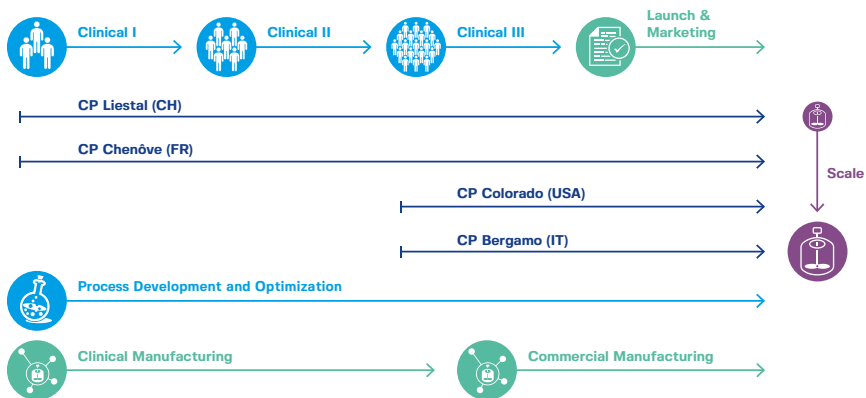 Clinical I
Clinical II
Clinical III
Launch &
Marketing
CP Liestal (CH)
CP Chenôve (FR)
Scale
CP Colorado (USA)
CP Bergamo (IT)
Process Development and Optimization
Clinical Manufacturing
Commercial Manufacturing